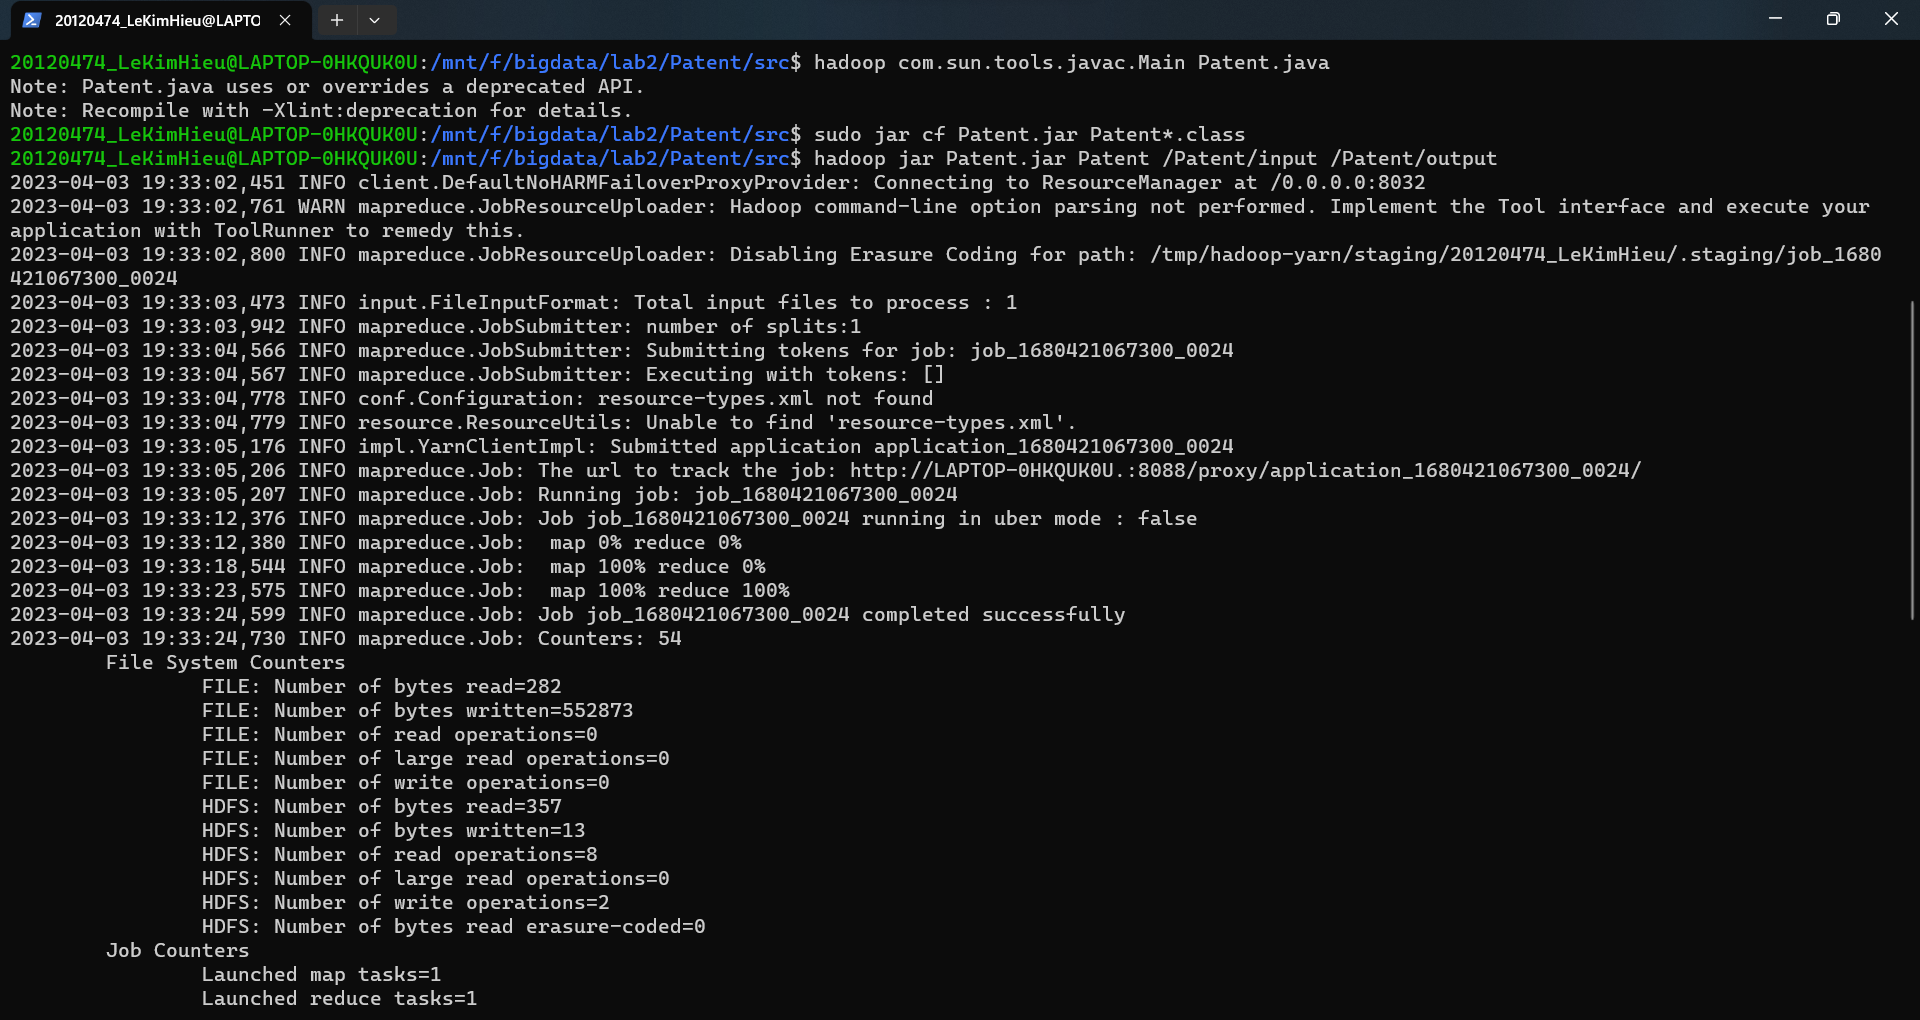 20120474_LeKimHieu@LAPTO
20120474_LeKimHieu@LAPTOP-0HKQUK0U:/mnt/f/bigdata/lab2/Patent/src$ hadoop com.sun.tools.javac.Main Patent.java
Note: Patent.java uses or overrides a deprecated API.
Note: Recompile with -Xlint:deprecation for details.
20120474_LeKimHieu@LAPTOP-0HKQUK0U:/mnt/f/bigdata/lab2/Patent/src$ sudo jar cf Patent.jar Patent*.class
20120474_LeKimHieu@LAPTOP-0HKQUK0U:/mnt/f/bigdata/lab2/Patent/src$ hadoop jar Patent.jar Patent /Patent/input /Patent/output
2023-04-03 19:33:02,451 INFO client.DefaultNoHARMFailoverProxyProvider: Connecting to ResourceManager at /0.0.0.0:8032
2023-04-03 19:33:02,761 WARN mapreduce.JobResourceUploader: Hadoop command-line option parsing not performed. Implement the Tool interface and execute your
application with ToolRunner to remedy this.
2023-04-03 19:33:02,800 INFO mapreduce.JobResourceUploader: Disabling Erasure Coding for path: /tmp/hadoop-yarn/staging/20120474_LeKimHieu/.staging/job_1680
421067300_0024
2023-04-03 19:33:03,473 INFO input.FileInputFormat: Total input files to process : 1
2023-04-03 19:33:03,942 INFO mapreduce.JobSubmitter: number of splits:1
2023-04-03 19:33:04,566 INFO mapreduce.JobSubmitter: Submitting tokens for job: job_1680421067300_0024
2023-04-03 19:33:04,567 INFO mapreduce.JobSubmitter: Executing with tokens: []
2023-04-03 19:33:04,778 INFO conf.Configuration: resource-types.xml not found
2023-04-03 19:33:04,779 INFO resource.ResourceUtils: Unable to find 'resource-types.xml'.
2023-04-03 19:33:05,176 INFO impl.YarnClientImpl: Submitted application application_1680421067300_0024
2023-04-03 19:33:05,206 INFO mapreduce.Job: The url to track the job: http://LAPTOP-0HKQUK0U.:8088/proxy/application_1680421067300_0024/
2023-04-03 19:33:05,207 INFO mapreduce.Job: Running job: job_1680421067300_0024
2023-04-03 19:33:12,376 INFO mapreduce.Job: Job job_1680421067300_0024 running in uber mode : false
2023-04-03 19:33:12,380 INFO mapreduce.Job:  map 0% reduce 0%
2023-04-03 19:33:18,544 INFO mapreduce.Job:  map 100% reduce 0%
2023-04-03 19:33:23,575 INFO mapreduce.Job:  map 100% reduce 100%
2023-04-03 19:33:24,599 INFO mapreduce.Job: Job job_1680421067300_0024 completed successfully
2023-04-03 19:33:24,730 INFO mapreduce.Job: Counters: 54
File System Counters
FILE: Number of bytes read=282
FILE: Number of bytes written=552873
FILE: Number of read operations=0
FILE: Number of large read operations=0
FILE: Number of write operations=0
HDFS: Number of bytes read=357
HDFS: Number of bytes written=13
HDFS: Number of read operations=8
HDFS: Number of large read operations=0
HDFS: Number of write operations=2
HDFS: Number of bytes read erasure-coded=0
Job Counters
Launched map tasks=1
Launched reduce tasks=1